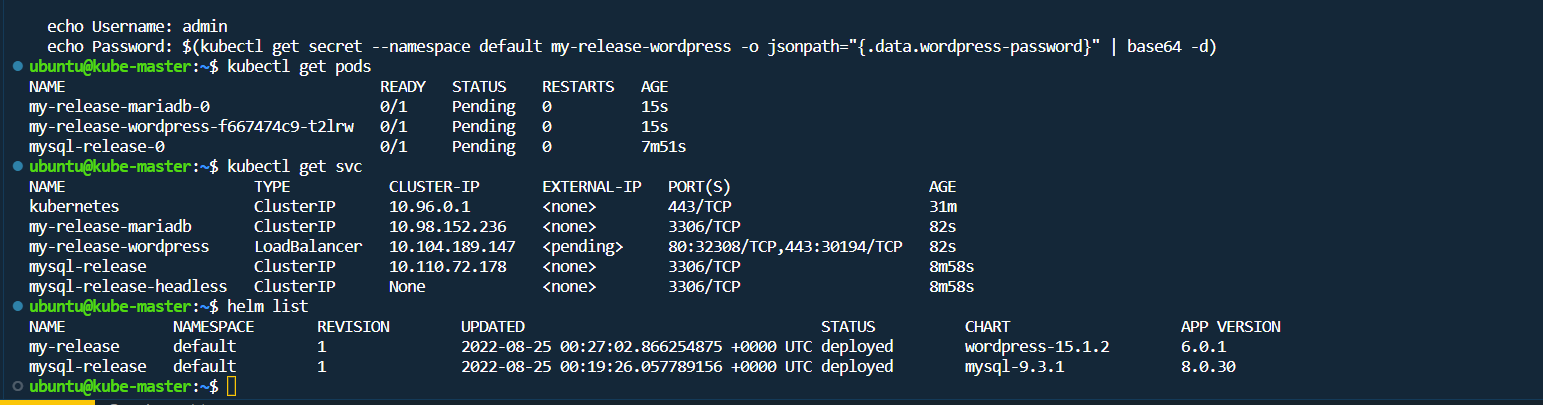 echo Username: admin
echo Password: $(kubectl get secret --namespace default my-release-wordpress -o jsonpath="{.data.wordpress-password}" | base64 -d)
ubuntu@kube-master:~$ kubectl get pods
NAME READY STATUS RESTARTS AGE
my-release-mariadb-0 0/1 Pending 0 15s
my-release-wordpress-f667474c9-t2lrw 0/1 Pending 0 15s
mysql-release-0 0/1 Pending 0 7m51s
ubuntu@kube-master:~$ kubectl get svc
NAME TYPE CLUSTER-IP EXTERNAL-IP PORT(S) AGE
kubernetes ClusterIP 10.96.0.1 <none> 443/TCP 31m
my-release-mariadb ClusterIP 10.98.152.236 <none> 3306/TCP 82s
my-release-wordpress LoadBalancer 10.104.189.147 <pending> 80:32308/TCP,443:30194/TCP 82s
mysql-release ClusterIP 10.110.72.178 <none> 3306/TCP 8m58s
mysql-release-headless ClusterIP None <none> 3306/TCP 8m58s
ubuntu@kube-master:~$ helm list
NAME NAMESPACE REVISION UPDATED STATUS CHART APP VERSION
my-release default 1 2022-08-25 00:27:02.866254875 +0000 UTC deployed wordpress-15.1.2 6.0.1
mysql-release default 1 2022-08-25 00:19:26.057789156 +0000 UTC deployed mysql-9.3.1 8.0.30
ubuntu@kube-master:~$